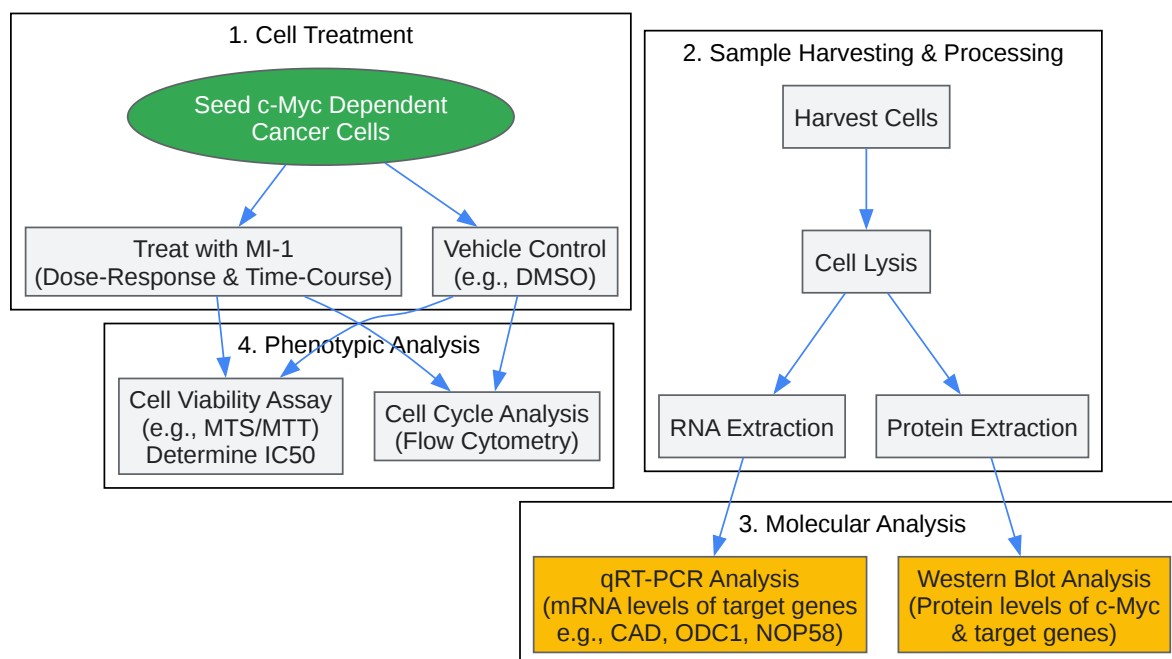 1. Cell Treatment
Seed c-Myc Dependent
Cancer Cells
Treat with MI-1
(Dose-Response & Time-Course)
Vehicle Control
(e.g., DMSO)
2. Sample Harvesting & Processing
Harvest Cells
Cell Lysis
RNA Extraction
Protein Extraction
4. Phenotypic Analysis
Cell Viability Assay
(e.g., MTS/MTT)
Determine IC50
Cell Cycle Analysis
(Flow Cytometry)
3. Molecular Analysis
qRT-PCR Analysis
(mRNA levels of target genes
e.g., CAD, ODC1, NOP58)
Western Blot Analysis
(Protein levels of c-Myc
& target genes)